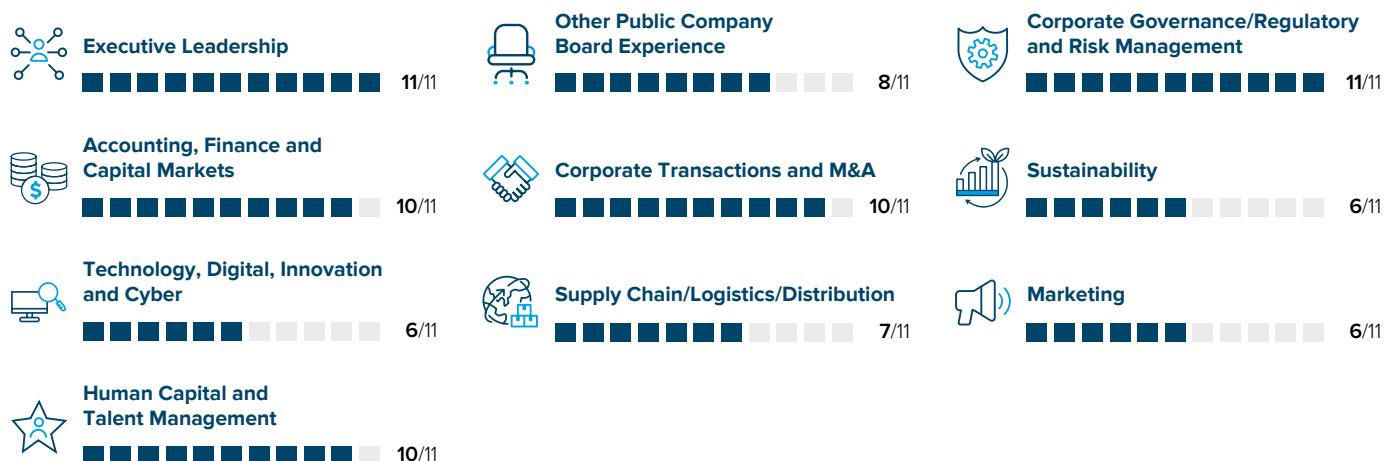 Executive Leadership
11/11
Other Public Company
Board Experience
8/11
Corporate Governance/Regulatory
and Risk Management
11/11
Accounting, Finance and
Capital Markets
10/11
Corporate Transactions and M&A
10/11
Sustainability
6/11
Technology, Digital, Innovation
and Cyber
6/11
Supply Chain/Logistics/Distribution
7/11
Marketing
6/11
Human Capital and
Talent Management
10/11
$